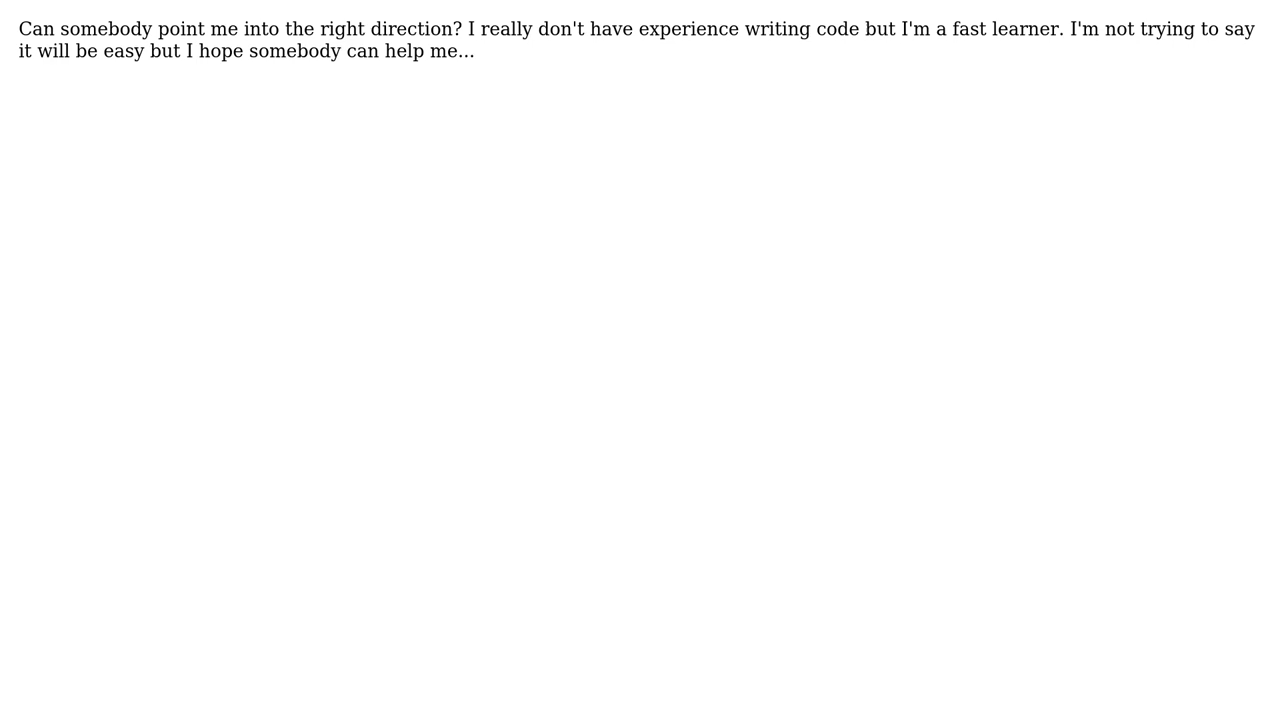 Can somebody point me into the right direction? I really don't have experience writing code but I'm a fast learner. I'm not trying to say
it will be easy but I hope somebody can help me...